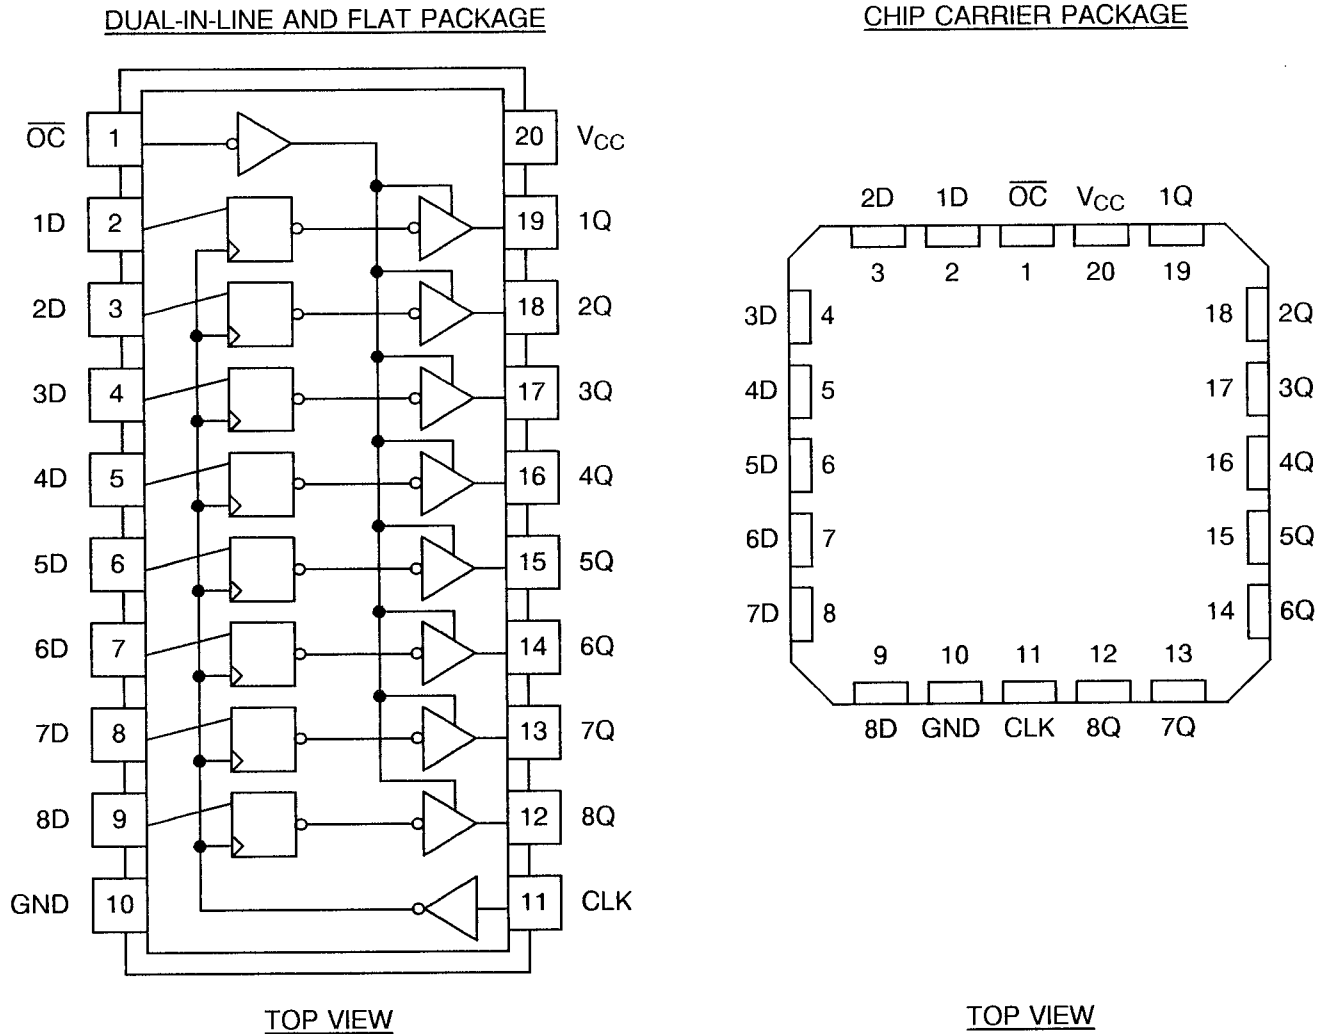 DUAL-IN-LINE AND FLAT PACKAGE
O̅C̅ 1 20 VCC
1D 2 19 1Q
2D 3 18 2Q
3D 4 17 3Q
4D 5 16 4Q
5D 6 15 5Q
6D 7 14 6Q
7D 8 13 7Q
8D 9 12 8Q
GND 10 11 CLK
TOP VIEW
CHIP CARRIER PACKAGE
2D 1D O̅C̅ VCC 1Q
3 2 1 20 19
3D 4 18 2Q
4D 5 17 3Q
5D 6 16 4Q
6D 7 15 5Q
7D 8 14 6Q
9 10 11 12 13
8D GND CLK 8Q 7Q
TOP VIEW